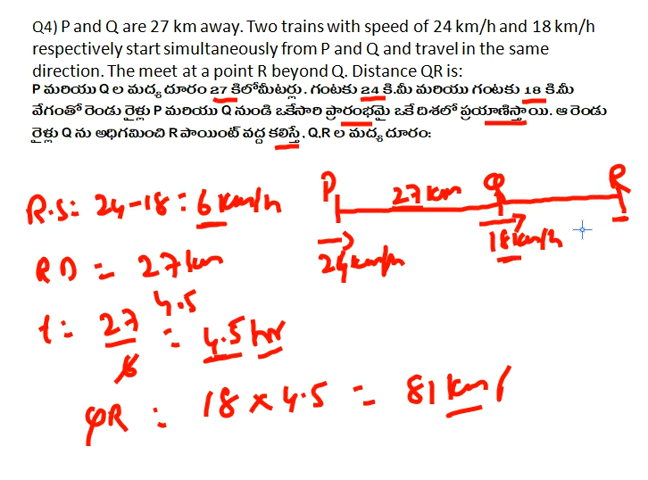 Q4) P and Q are 27 km away. Two trains with speed of 24 km/h and 18 km/h
respectively start simultaneously from P and Q and travel in the same
direction. The meet at a point R beyond Q. Distance QR is:
P మరియు Q ల మధ్య దూరం 27 కిలోమీటర్లు. గంటకు 24 కి.మీ మరియు గంటకు 18 కి.మీ
వేగంతో రెండు రైళ్లు P మరియు Q నుండి ఒకేసారి ప్రారంభమై ఒకే దిశలో ప్రయాణిస్తాయి. ఆ రెండు
రైళ్లు Q ను అధిగమించి R పాయింట్ వద్ద కలిస్తే, Q,R ల మధ్య దూరం:
P 27 km Q R
R.S: 24-18 : 6 km/h
24 km/h 18 km/h
RD = 27 km
4.5
t = 27/6 = 4.5 hr
QR = 18 x 4.5 = 81 km